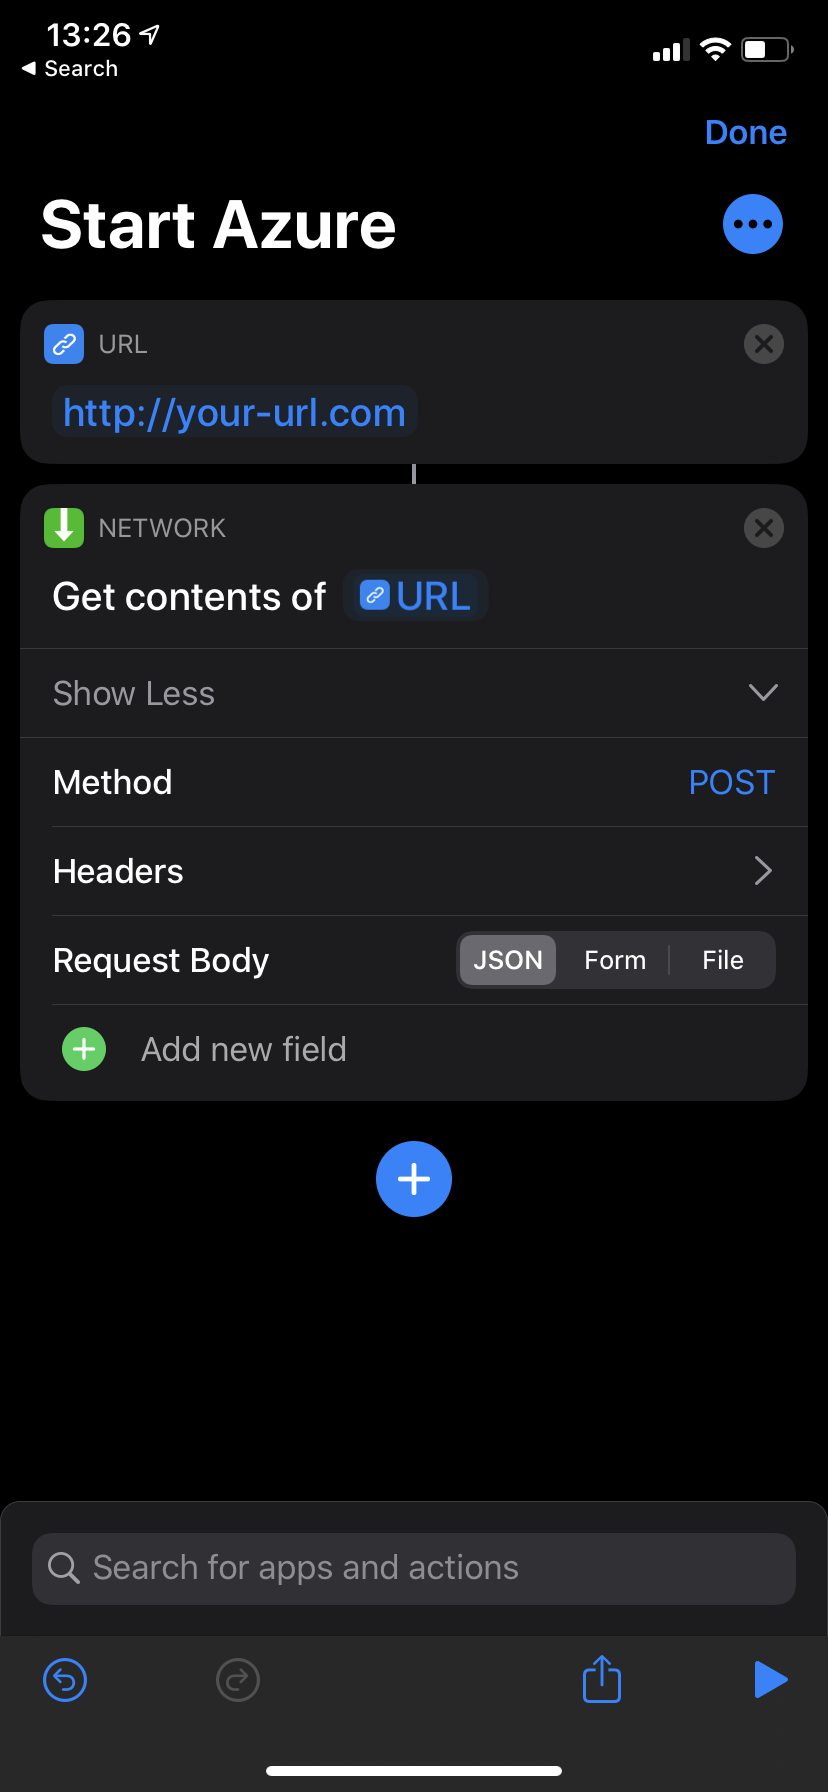 13:26
Search
Done
Start Azure
URL
http://your-url.com
NETWORK
Get contents of URL
Show Less
Method POST
Headers
Request Body JSON Form File
Add new field
Search for apps and actions